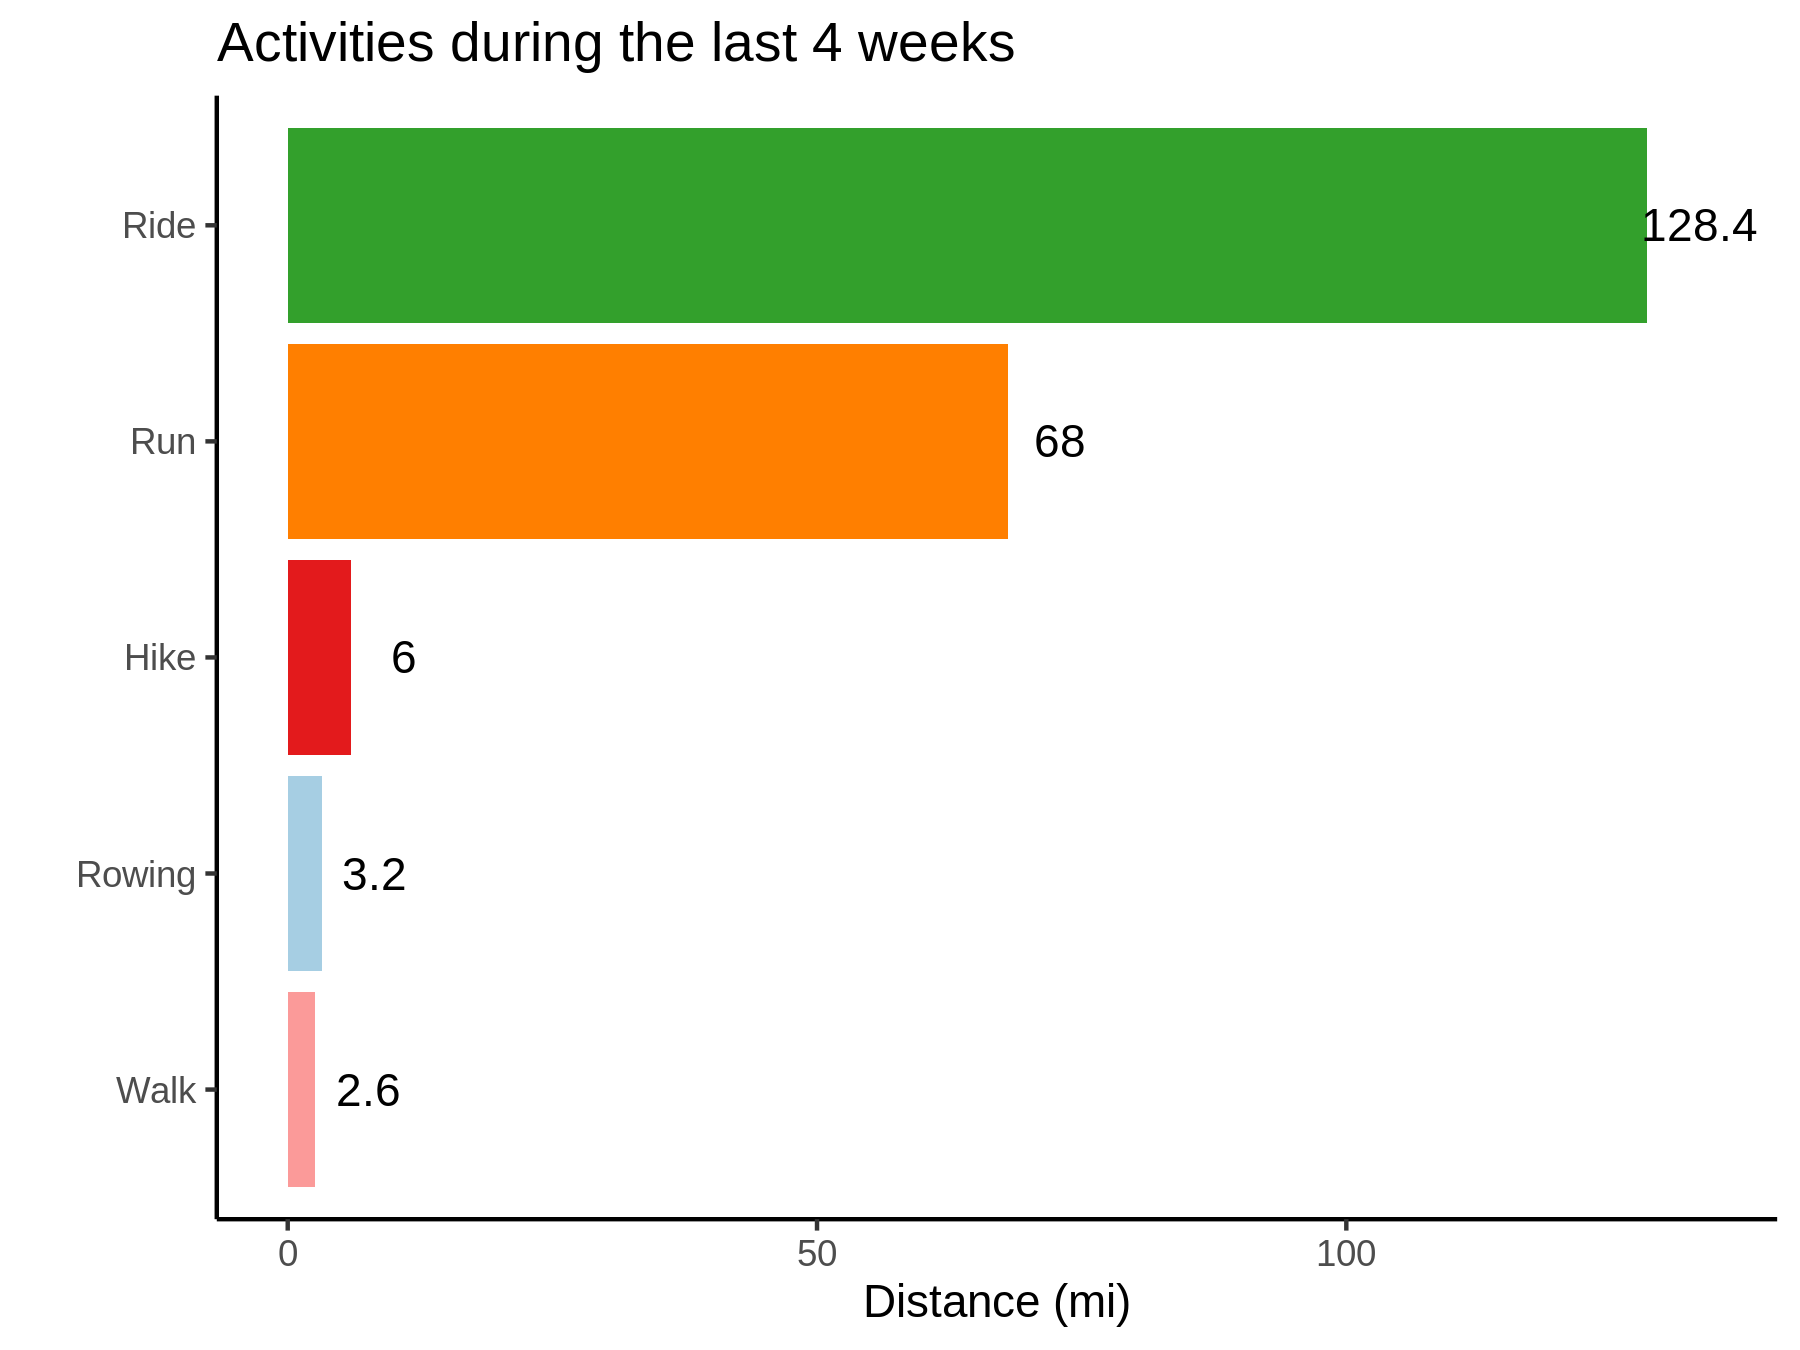 Activities during the last 4 weeks
Ride 128.4
Run 68
Hike 6
Rowing 3.2
Walk 2.6
0 50 100
Distance (mi)